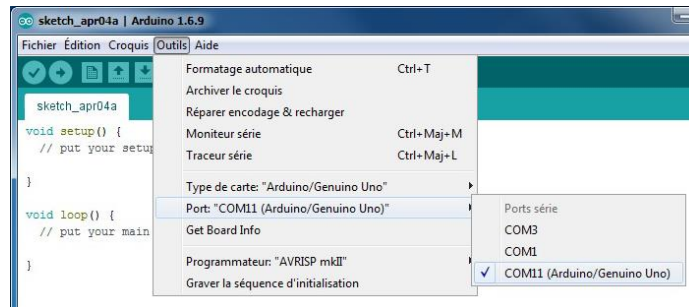 sketch_apr04a | Arduino 1.6.9
Fichier Édition Croquis Outils Aide
sketch_apr04a
void setup() {
// put your setup
}
void loop() {
// put your main
}
Formatage automatique Ctrl+T
Archiver le croquis
Réparer encodage & recharger
Moniteur série Ctrl+Maj+M
Traceur série Ctrl+Maj+L
Type de carte: "Arduino/Genuino Uno"
Port: "COM11 (Arduino/Genuino Uno)"
Get Board Info
Programmateur: "AVRISP mkII"
Graver la séquence d'initialisation
Ports série
COM3
COM1
COM11 (Arduino/Genuino Uno)